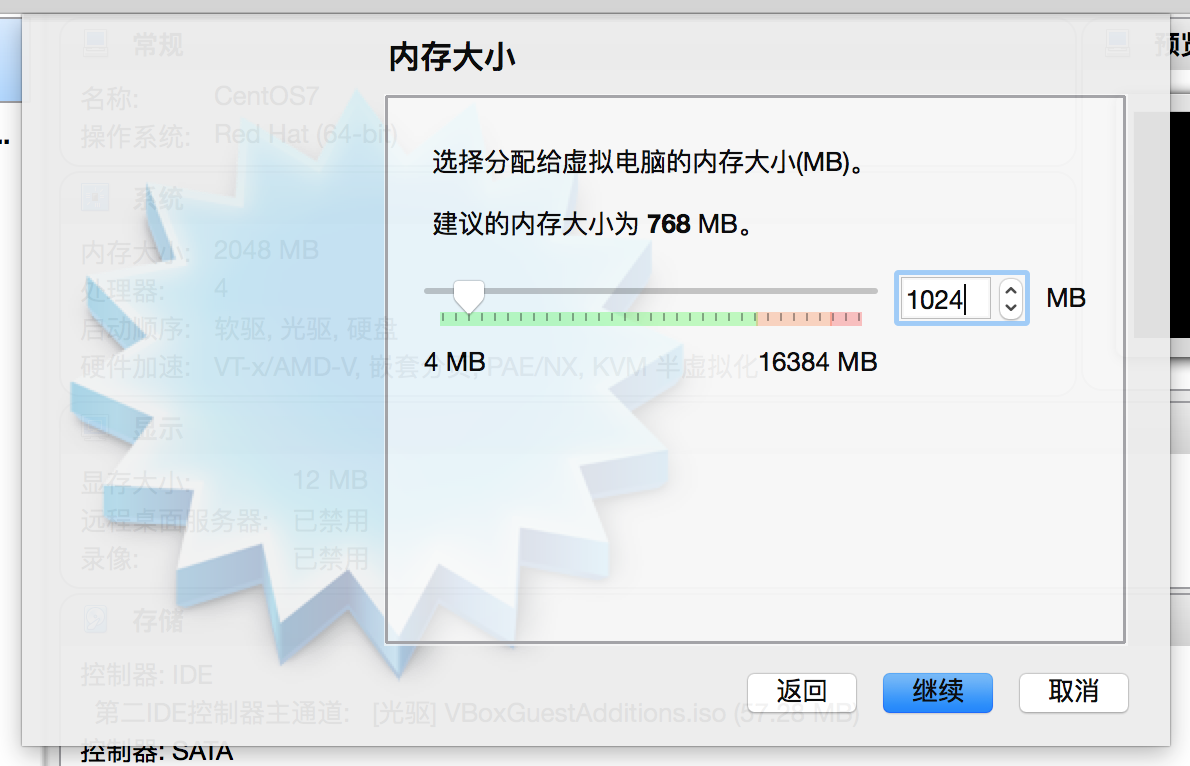 常规
预览
内存大小
名称: CentOS7
操作系统: Red Hat (64-bit)
..
选择分配给虚拟电脑的内存大小(MB)。
系统
建议的内存大小为 768 MB。
内存大小: 2048 MB
处理器: 4
1024 MB
启动顺序: 软驱, 光驱, 硬盘
4 MB 16384 MB
硬件加速: VT-x/AMD-V, 嵌套分页, PAE/NX, KVM 半虚拟化
显示
显存大小: 12 MB
远程桌面服务器: 已禁用
录像: 已禁用
存储
控制器: IDE
返回 继续 取消
第二IDE控制器主通道: [光驱] VBoxGuestAdditions.iso (57.28 MB)
控制器: SATA